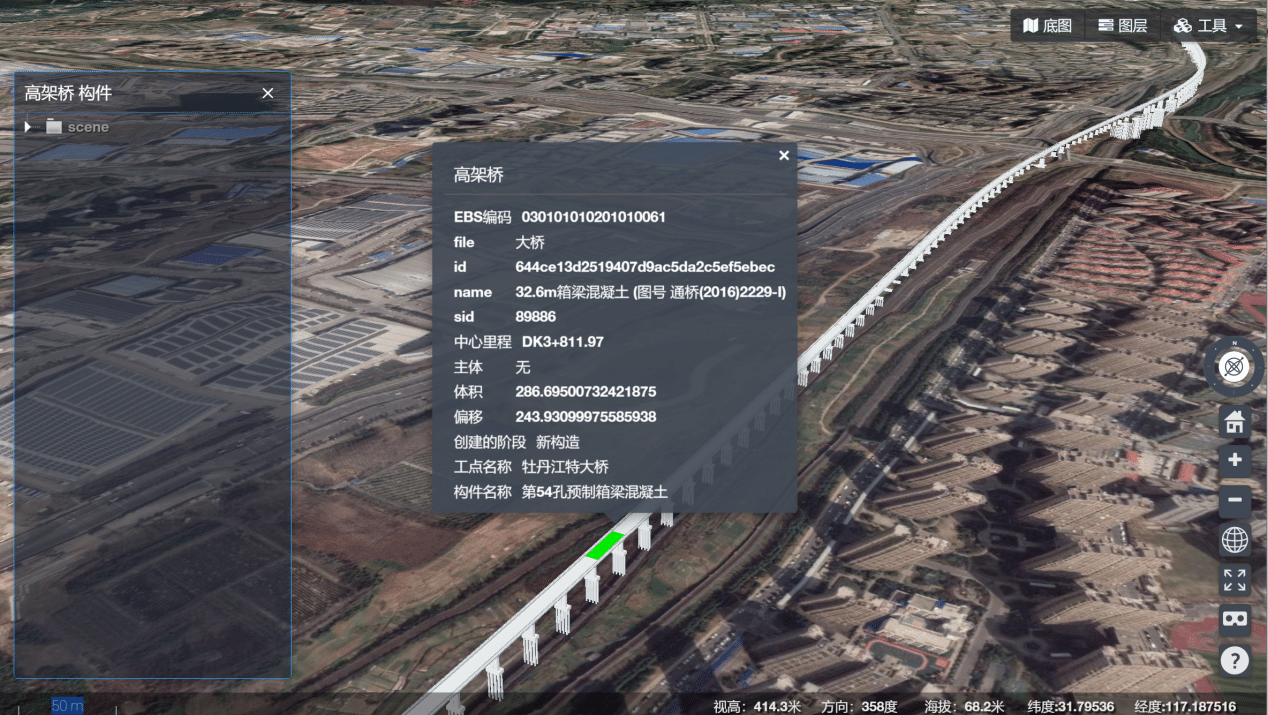 底图 图层 工具
高架桥 构件
scene
高架桥
EBS编码 030101010201010061
file 大桥
id 644ce13d2519407d9ac5da2c5ef5ebec
name 32.6m箱梁混凝土 (图号 通桥(2016)2229-I)
sid 89886
中心里程 DK3+811.97
主体 无
体积 286.69500732421875
偏移 243.93099975585938
创建的阶段 新构造
工点名称 牡丹江特大桥
构件名称 第54孔预制箱梁混凝土
N
50 m
视高：414.3米 方向：358度 海拔：68.2米 纬度:31.79536 经度:117.187516